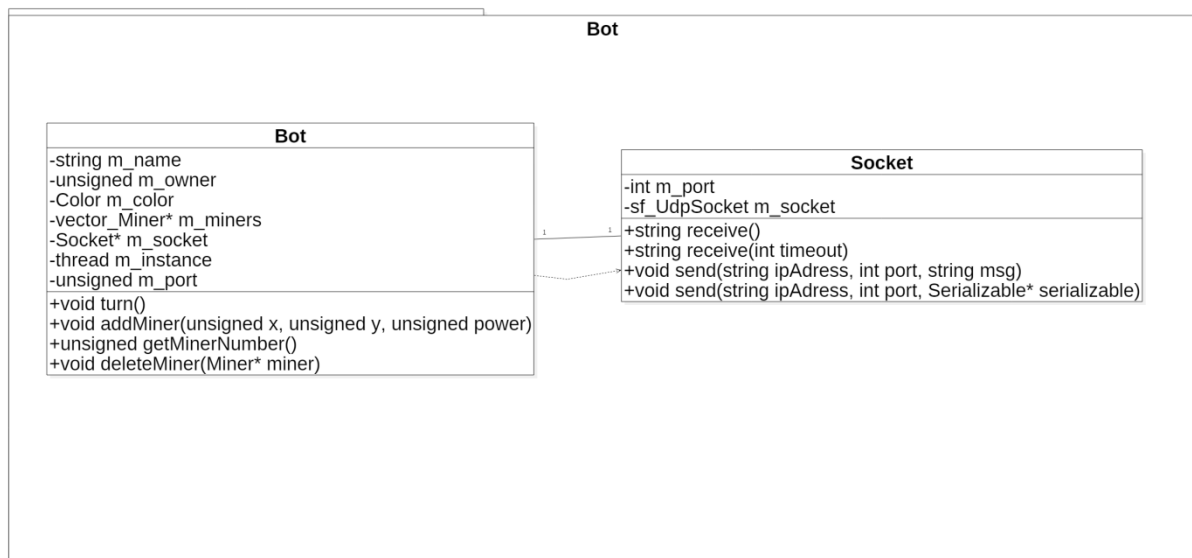 Bot
Bot
-string m_name
-unsigned m_owner
-Color m_color
-vector_Miner* m_miners
-Socket* m_socket
-thread m_instance
-unsigned m_port
+void turn()
+void addMiner(unsigned x, unsigned y, unsigned power)
+unsigned getMinerNumber()
+void deleteMiner(Miner* miner)
1
1
Socket
-int m_port
-sf_UdpSocket m_socket
+string receive()
+string receive(int timeout)
+void send(string ipAdress, int port, string msg)
+void send(string ipAdress, int port, Serializable* serializable)